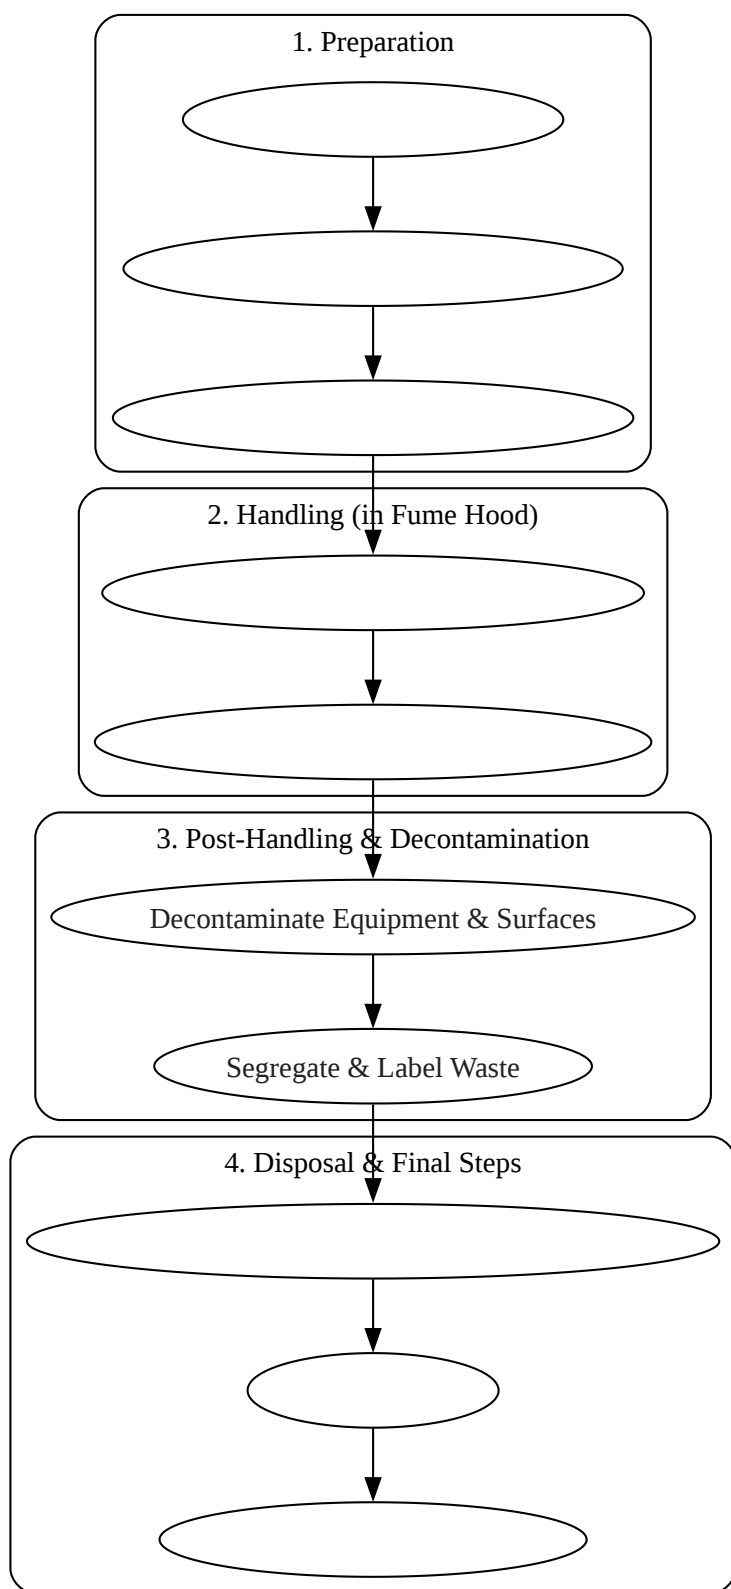 1. Preparation
2. Handling (in Fume Hood)
3. Post-Handling & Decontamination
Decontaminate Equipment & Surfaces
Segregate & Label Waste
4. Disposal & Final Steps